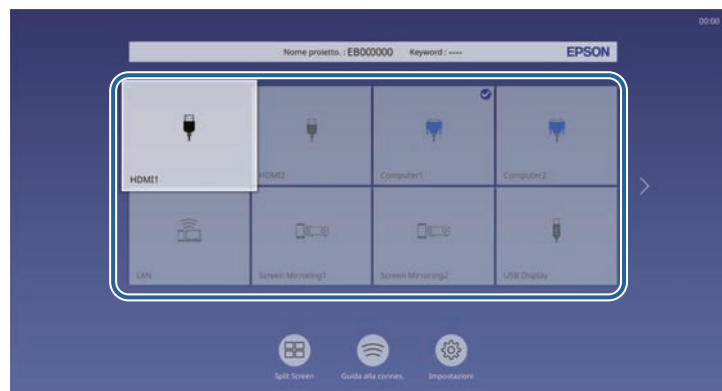 00:00
Nome proietto. : EB000000 Keyword : ---- EPSON
HDMI1 HDMI2 Computer1 Computer2
LAN Screen Mirroring1 Screen Mirroring2 USB Display
Split Screen Guida alla connes. Impostazioni